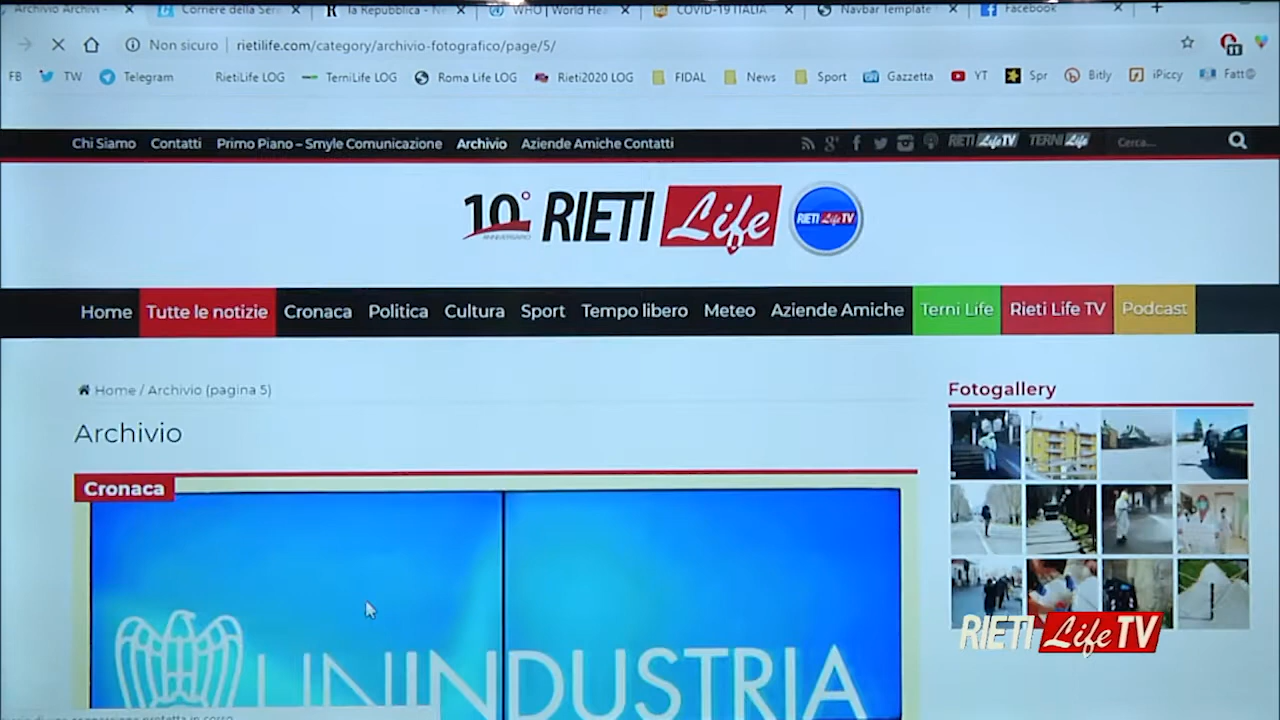 Archivio Archivi -
Corriere della Sera
la Repubblica - Ne
WHO | World He
COVID-19 ITALIA
Navbar Template
Facebook
Non sicuro | rietilife.com/category/archivio-fotografico/page/5/
FB TW Telegram RietiLife LOG TerniLife LOG Roma Life LOG Rieti2020 LOG FIDAL News Sport Gazzetta YT Spr Bitly iPiccy Fatt@
Chi Siamo Contatti Primo Piano – Smyle Comunicazione Archivio Aziende Amiche Contatti RIETI Life TV TERNI Life Cerca...
10° ANNIVERSARIO RIETI Life RIETI Life TV
Home Tutte le notizie Cronaca Politica Cultura Sport Tempo libero Meteo Aziende Amiche Terni Life Rieti Life TV Podcast
Home / Archivio (pagina 5)
Fotogallery
Archivio
Cronaca
UNINDUSTRIA
RIETI Life TV